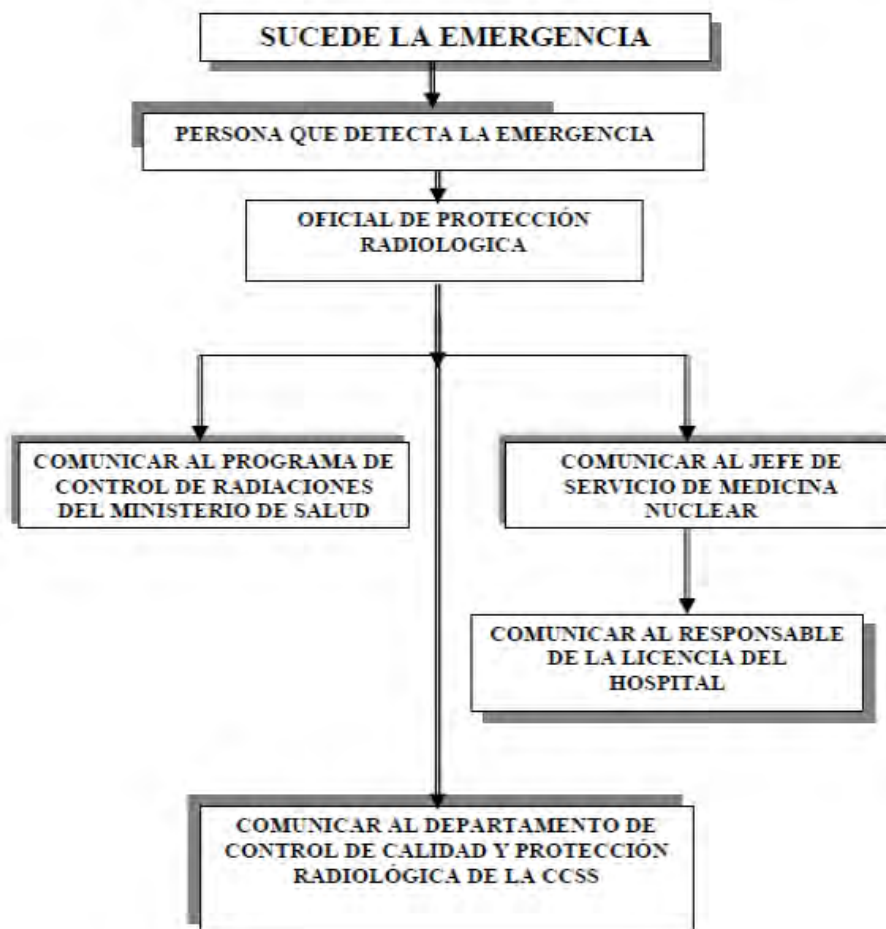 SUCEDE LA EMERGENCIA
PERSONA QUE DETECTA LA EMERGENCIA
OFICIAL DE PROTECCIÓN
RADIOLOGICA
COMUNICAR AL PROGRAMA DE
CONTROL DE RADIACIONES
DEL MINISTERIO DE SALUD
COMUNICAR AL JEFE DE
SERVICIO DE MEDICINA
NUCLEAR
COMUNICAR AL RESPONSABLE
DE LA LICENCIA DEL
HOSPITAL
COMUNICAR AL DEPARTAMENTO DE
CONTROL DE CALIDAD Y PROTECCIÓN
RADIOLÓGICA DE LA CCSS